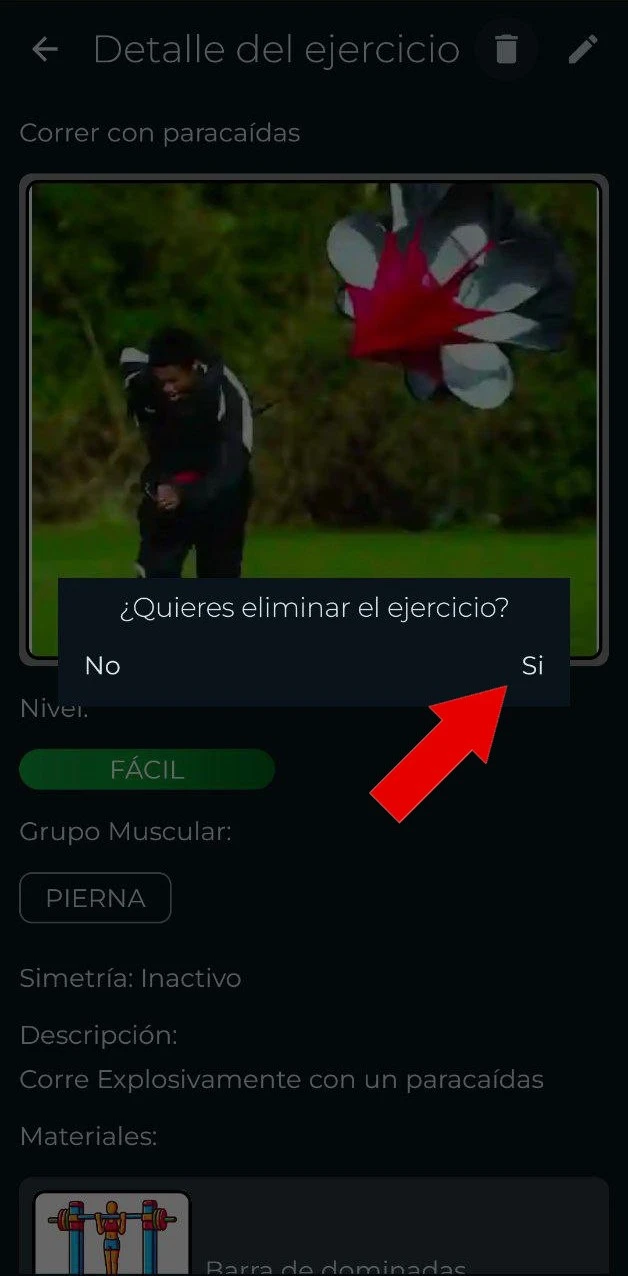 Detalle del ejercicio
Correr con paracaídas
¿Quieres eliminar el ejercicio?
No Si
Nivel:
FÁCIL
Grupo Muscular:
PIERNA
Simetría: Inactivo
Descripción:
Corre Explosivamente con un paracaídas
Materiales:
Barra de dominadas